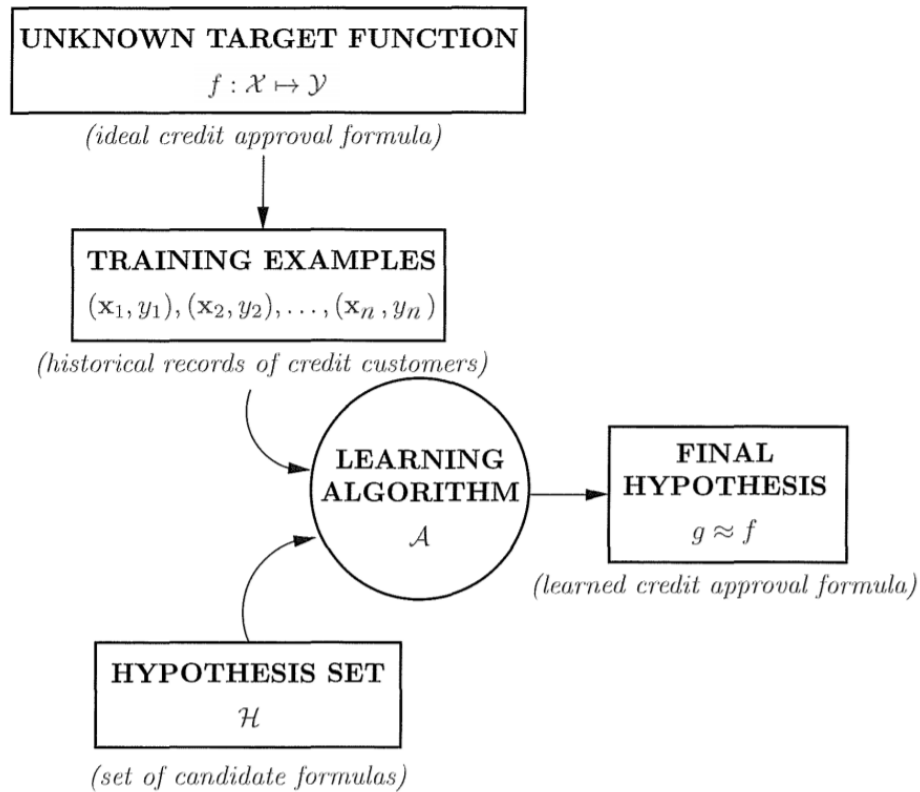 UNKNOWN TARGET FUNCTION
f : 𝒳 ↦ 𝒴
(ideal credit approval formula)
TRAINING EXAMPLES
(x₁, y₁), (x₂, y₂), . . . , (xₙ, yₙ)
(historical records of credit customers)
LEARNING
ALGORITHM
𝒜
FINAL
HYPOTHESIS
g ≈ f
(learned credit approval formula)
HYPOTHESIS SET
ℋ
(set of candidate formulas)